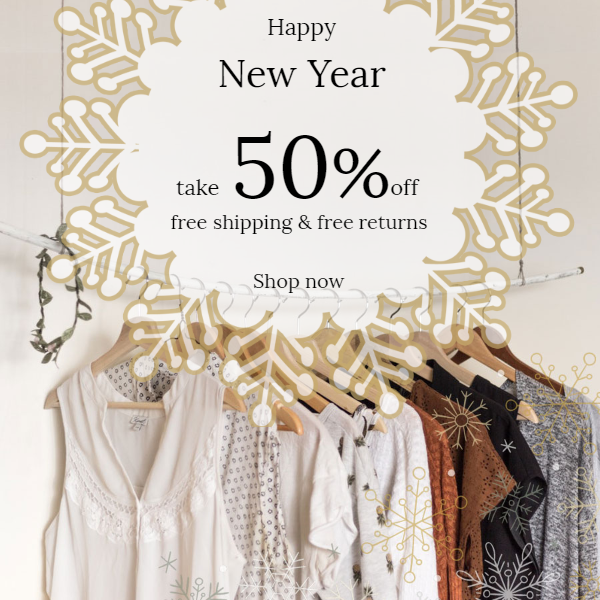 Happy
New Year
take 50% off
free shipping & free returns
Shop now